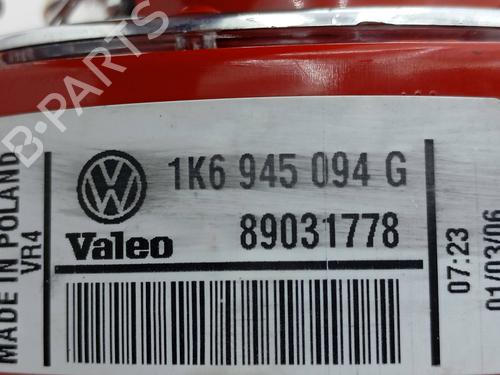 1K6 945 094 G
Valeo 89031778
MADE IN POLAND
VR4
07:23
01/03/06
B-PARTS